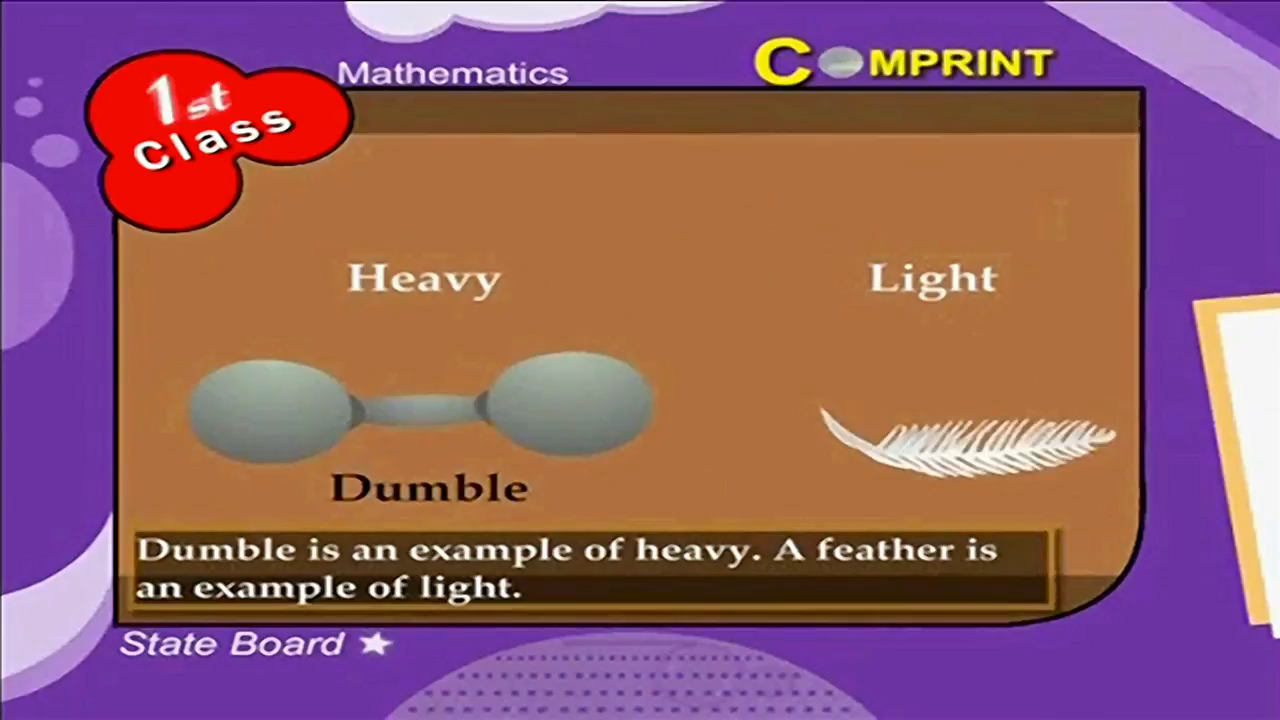 1st
Class
Mathematics
COMPRINT
Heavy
Light
Dumble
Dumble is an example of heavy. A feather is
an example of light.
State Board